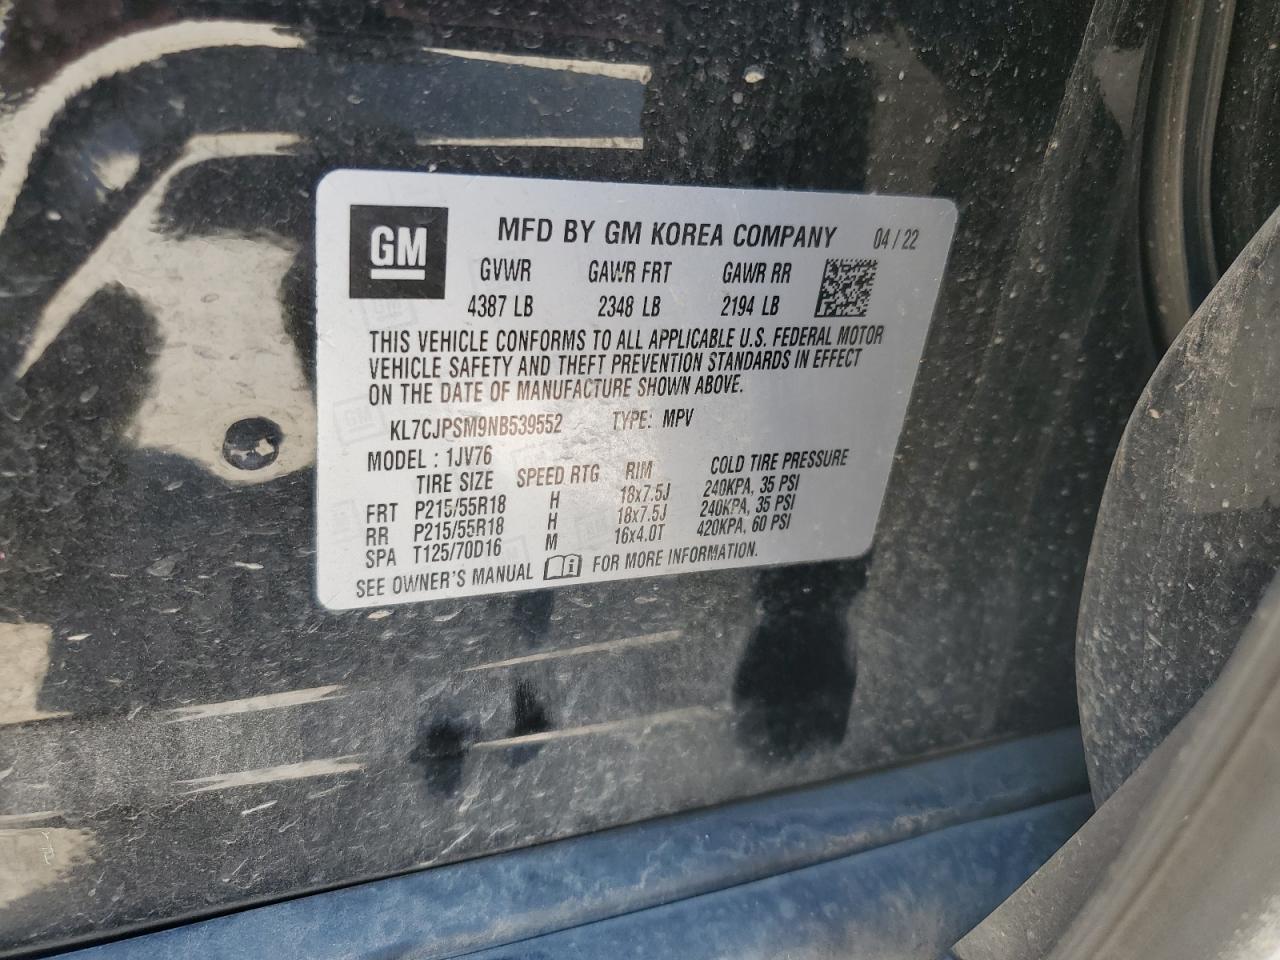 GM
MFD BY GM KOREA COMPANY 04 / 22
GVWR GAWR FRT GAWR RR
4387 LB 2348 LB 2194 LB
THIS VEHICLE CONFORMS TO ALL APPLICABLE U.S. FEDERAL MOTOR
VEHICLE SAFETY AND THEFT PREVENTION STANDARDS IN EFFECT
ON THE DATE OF MANUFACTURE SHOWN ABOVE.
KL7CJPSM9NB539552 TYPE: MPV
MODEL : 1JV76
TIRE SIZE SPEED RTG RIM COLD TIRE PRESSURE
FRT P215/55R18 H 18x7.5J 240KPA, 35 PSI
RR P215/55R18 H 18x7.5J 240KPA, 35 PSI
SPA T125/70D16 M 16x4.0T 420KPA, 60 PSI
SEE OWNER'S MANUAL FOR MORE INFORMATION.